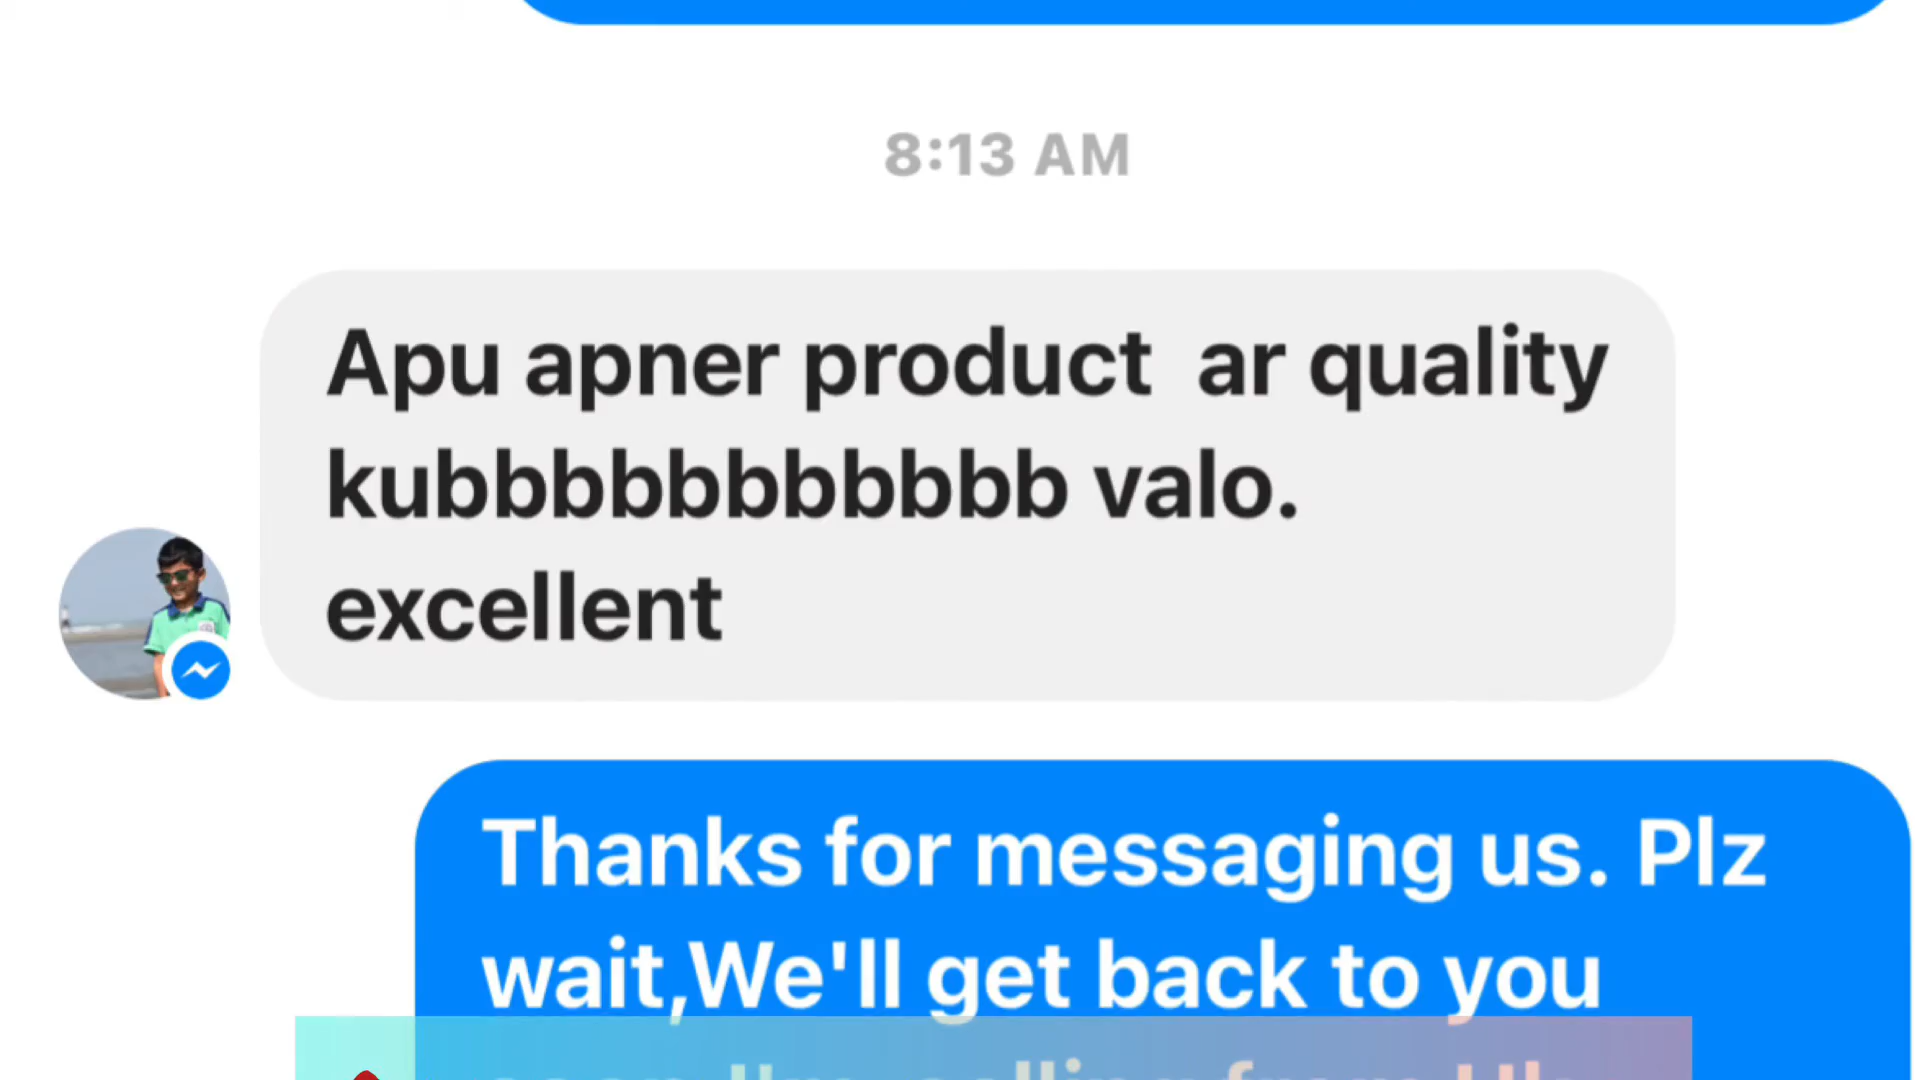 8:13 AM
Apu apner product  ar quality
kubbbbbbbbbbb valo.
excellent
Thanks for messaging us. Plz
wait,We'll get back to you